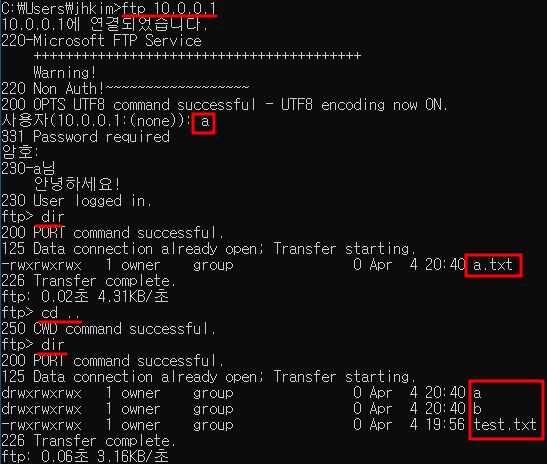 C:\Users\jhkim>ftp 10.0.0.1
10.0.0.1에 연결되었습니다.
220-Microsoft FTP Service
+++++++++++++++++++++++++++++++++++++++++
Warning!
220 Non Auth!~~~~~~~~~~~~~~~~~~
200 OPTS UTF8 command successful - UTF8 encoding now ON.
사용자(10.0.0.1:(none)): a
331 Password required
암호:
230-a님
안녕하세요!
230 User logged in.
ftp> dir
200 PORT command successful.
125 Data connection already open; Transfer starting.
-rwxrwxrwx 1 owner group 0 Apr 4 20:40 a.txt
226 Transfer complete.
ftp: 0.02초 4.31KB/초
ftp> cd ..
250 CWD command successful.
ftp> dir
200 PORT command successful.
125 Data connection already open; Transfer starting.
drwxrwxrwx 1 owner group 0 Apr 4 20:40 a
drwxrwxrwx 1 owner group 0 Apr 4 20:40 b
-rwxrwxrwx 1 owner group 0 Apr 4 19:56 test.txt
226 Transfer complete.
ftp: 0.06초 3.16KB/초